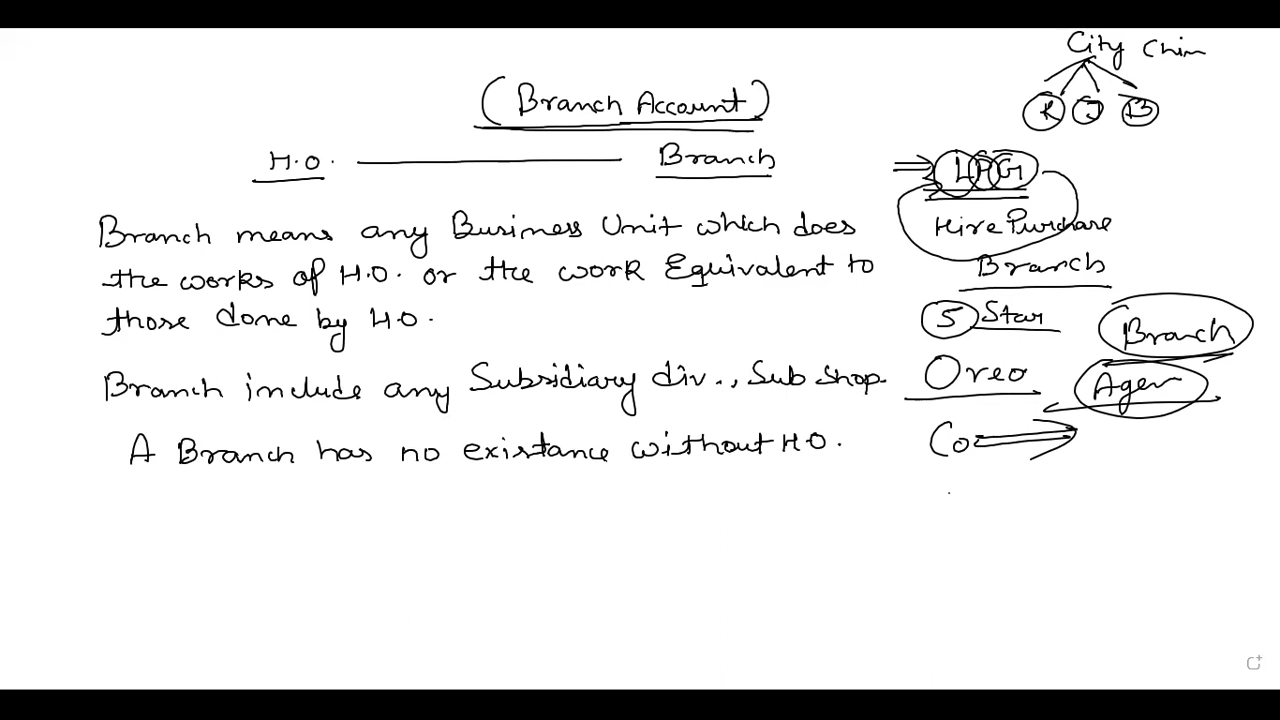 City
K J B
(Branch Account)
H.O. Branch
LPG
Hire Purchase
Branch means any Business Unit which does
the works of H.O. or the work Equivalent to
those done by H.O.
Branch
5 Star
Branch
Branch include any Subsidiary div., Sub shop
Oreo
Agen
A Branch has no existance without HO.
Co